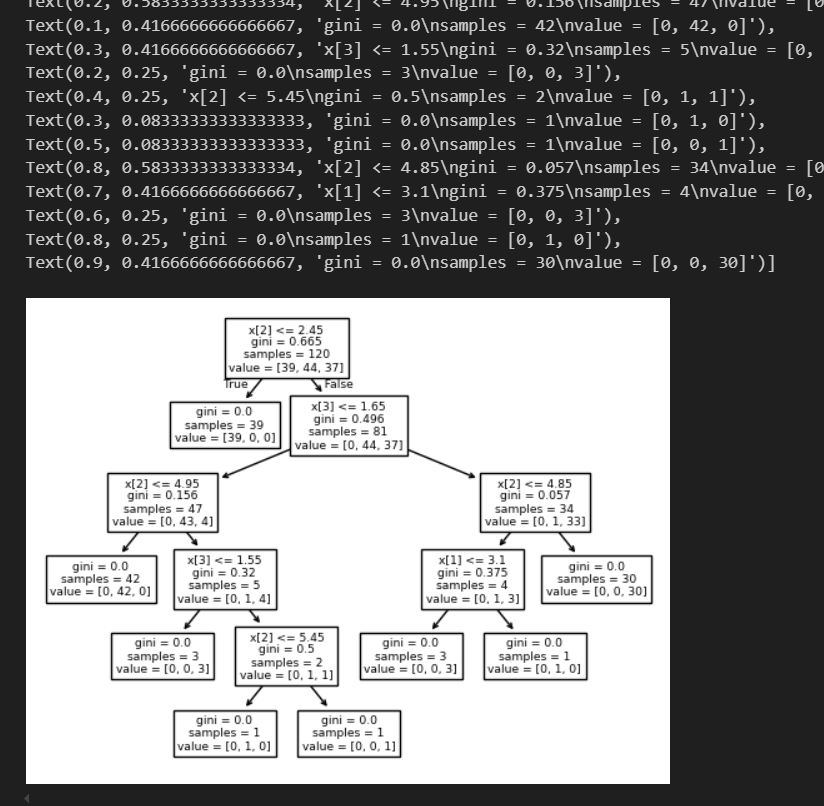 Text(0.2, 0.5833333333333334, 'x[2] <= 4.95\ngini = 0.156\nsamples = 47\nvalue = [0
Text(0.1, 0.4166666666666667, 'gini = 0.0\nsamples = 42\nvalue = [0, 42, 0]'),
Text(0.3, 0.4166666666666667, 'x[3] <= 1.55\ngini = 0.32\nsamples = 5\nvalue = [0,
Text(0.2, 0.25, 'gini = 0.0\nsamples = 3\nvalue = [0, 0, 3]'),
Text(0.4, 0.25, 'x[2] <= 5.45\ngini = 0.5\nsamples = 2\nvalue = [0, 1, 1]'),
Text(0.3, 0.08333333333333333, 'gini = 0.0\nsamples = 1\nvalue = [0, 1, 0]'),
Text(0.5, 0.08333333333333333, 'gini = 0.0\nsamples = 1\nvalue = [0, 0, 1]'),
Text(0.8, 0.5833333333333334, 'x[2] <= 4.85\ngini = 0.057\nsamples = 34\nvalue = [0
Text(0.7, 0.4166666666666667, 'x[1] <= 3.1\ngini = 0.375\nsamples = 4\nvalue = [0,
Text(0.6, 0.25, 'gini = 0.0\nsamples = 3\nvalue = [0, 0, 3]'),
Text(0.8, 0.25, 'gini = 0.0\nsamples = 1\nvalue = [0, 1, 0]'),
Text(0.9, 0.4166666666666667, 'gini = 0.0\nsamples = 30\nvalue = [0, 0, 30]')]
x[2] <= 2.45
gini = 0.665
samples = 120
value = [39, 44, 37]
True
False
gini = 0.0
samples = 39
value = [39, 0, 0]
x[3] <= 1.65
gini = 0.496
samples = 81
value = [0, 44, 37]
x[2] <= 4.95
gini = 0.156
samples = 47
value = [0, 43, 4]
x[2] <= 4.85
gini = 0.057
samples = 34
value = [0, 1, 33]
gini = 0.0
samples = 42
value = [0, 42, 0]
x[3] <= 1.55
gini = 0.32
samples = 5
value = [0, 1, 4]
x[1] <= 3.1
gini = 0.375
samples = 4
value = [0, 1, 3]
gini = 0.0
samples = 30
value = [0, 0, 30]
gini = 0.0
samples = 3
value = [0, 0, 3]
x[2] <= 5.45
gini = 0.5
samples = 2
value = [0, 1, 1]
gini = 0.0
samples = 3
value = [0, 0, 3]
gini = 0.0
samples = 1
value = [0, 1, 0]
gini = 0.0
samples = 1
value = [0, 1, 0]
gini = 0.0
samples = 1
value = [0, 0, 1]